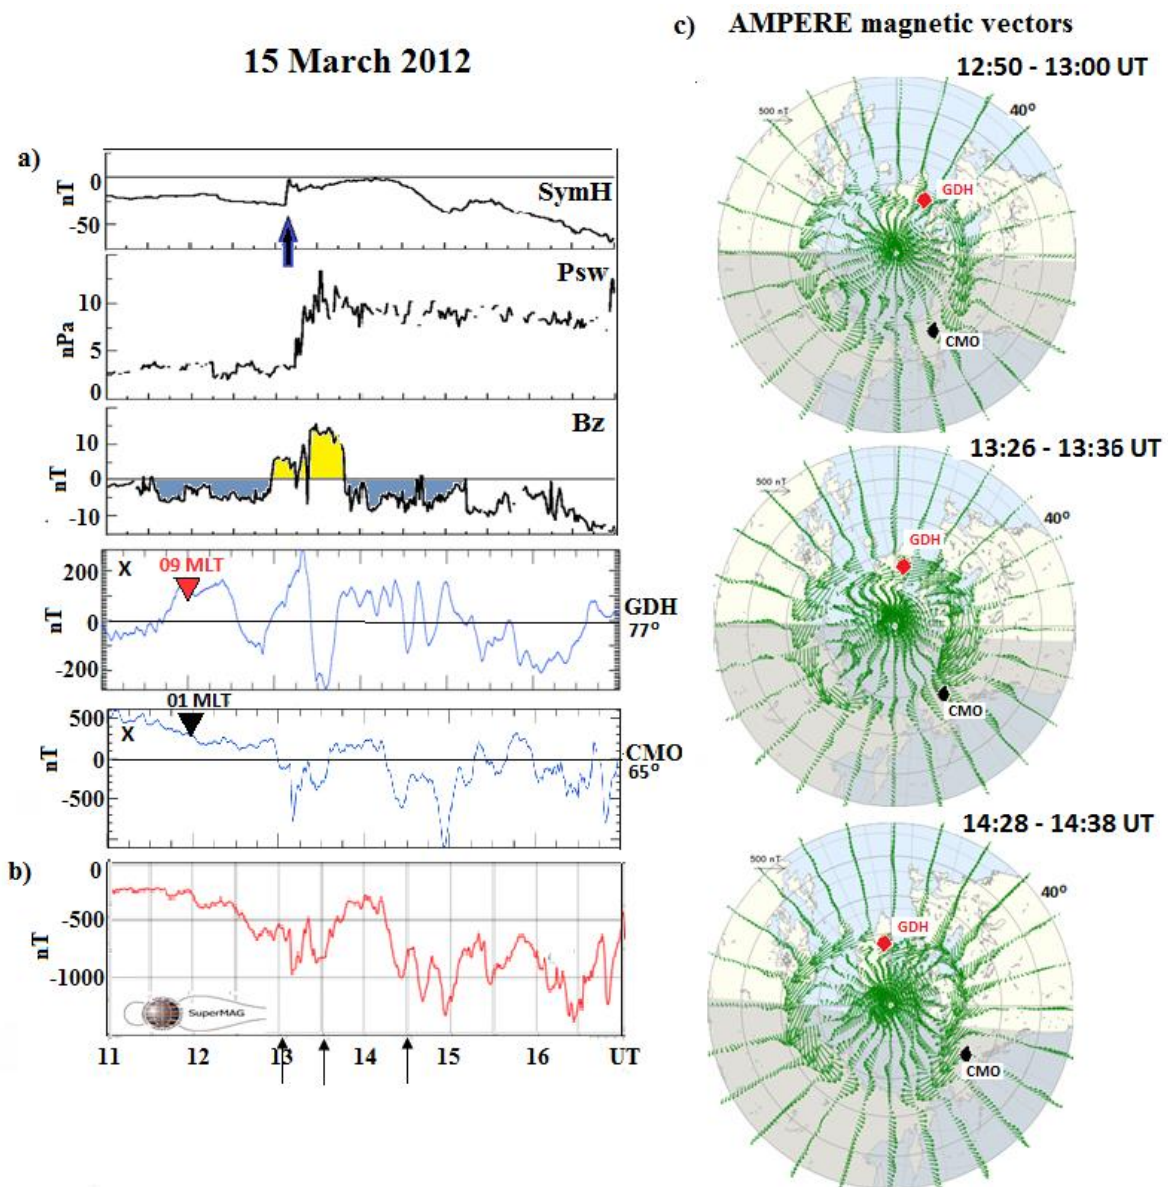 15 March 2012
a)
0
-50
nT
SymH
10
5
0
nPa
Psw
10
0
-10
nT
Bz
200
0
-200
nT
X
09 MLT
GDH
77°
500
0
-500
nT
X
01 MLT
CMO
65°
b)
0
-500
-1000
nT
SuperMAG
11 12 13 14 15 16 UT
c) AMPERE magnetic vectors
12:50 - 13:00 UT
40°
500 nT
GDH
CMO
13:26 - 13:36 UT
40°
500 nT
GDH
CMO
14:28 - 14:38 UT
40°
500 nT
GDH
CMO